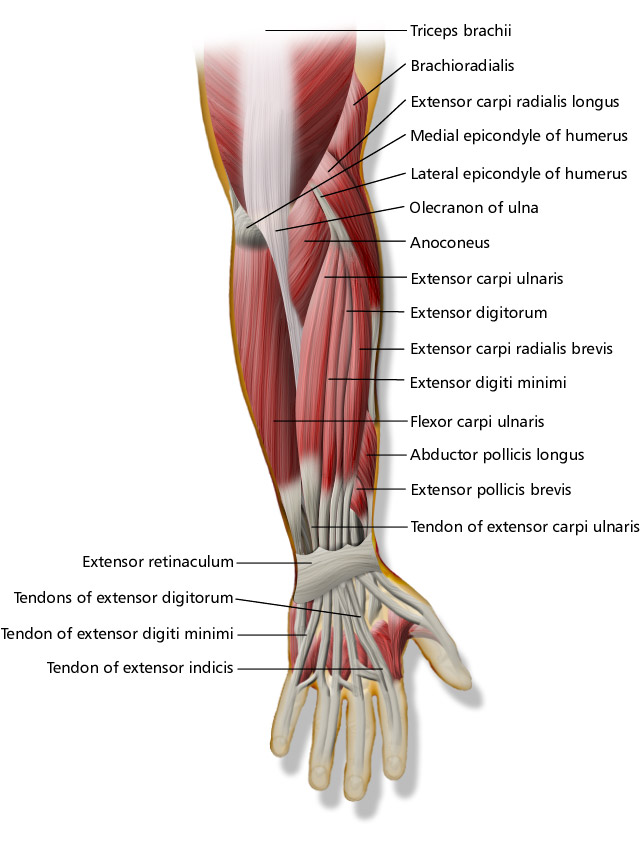 Triceps brachii
Brachioradialis
Extensor carpi radialis longus
Medial epicondyle of humerus
Lateral epicondyle of humerus
Olecranon of ulna
Anoconeus
Extensor carpi ulnaris
Extensor digitorum
Extensor carpi radialis brevis
Extensor digiti minimi
Flexor carpi ulnaris
Abductor pollicis longus
Extensor pollicis brevis
Tendon of extensor carpi ulnaris
Extensor retinaculum
Tendons of extensor digitorum
Tendon of extensor digiti minimi
Tendon of extensor indicis